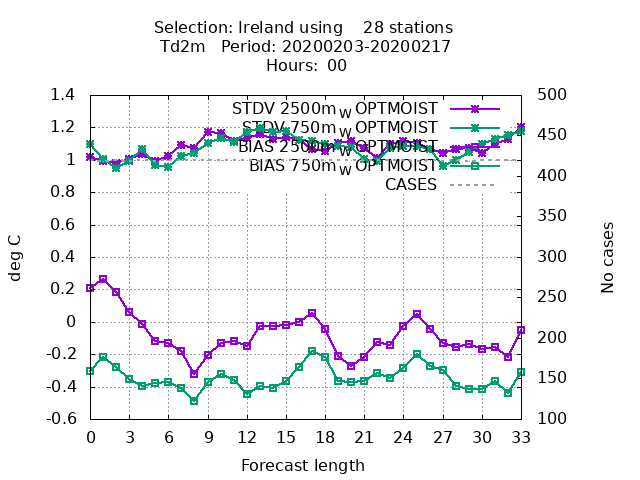 Selection: Ireland using    28 stations
Td2m   Period: 20200203-20200217
Hours:  00
deg C
No cases
1.4
1.2
1
0.8
0.6
0.4
0.2
0
-0.2
-0.4
-0.6
500
450
400
350
300
250
200
150
100
STDV 2500m_W OPTMOIST
STDV 750m_W OPTMOIST
BIAS 2500m_W OPTMOIST
BIAS 750m_W OPTMOIST
CASES
0 3 6 9 12 15 18 21 24 27 30 33
Forecast length